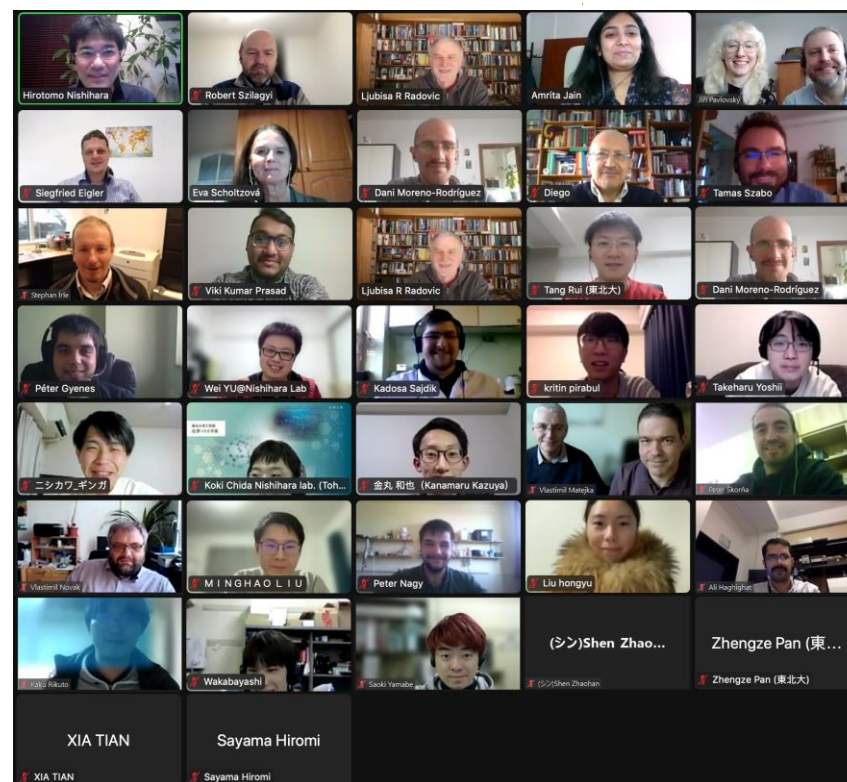 Hirotomo Nishihara
Robert Szilagyi
Ljubisa R Radovic
Amrita Jain
Jiří Pavlovský
Siegfried Eigler
Eva Scholtzová
Dani Moreno-Rodríguez
Diego
Tamas Szabo
Stephan Irle
Viki Kumar Prasad
Ljubisa R Radovic
Tang Rui (東北大)
Dani Moreno-Rodríguez
Péter Gyenes
Wei YU@Nishihara Lab
Kadosa Sajdik
kritin pirabul
Takeharu Yoshii
ニシカワ_ギンガ
Koki Chida Nishihara lab. (Toh...
金丸 和也 (Kanamaru Kazuya)
Vlastimil Matejka
Peter Škorňa
Vlastimil Novak
MINGHAO LIU
Peter Nagy
Liu hongyu
Ali Haghighat
Kaku Rikuto
Wakabayashi
Saoki Yamabe
(シン)Shen Zhao...
(シン)Shen Zhaohan
Zhengze Pan (東...
Zhengze Pan (東北大)
XIA TIAN
XIA TIAN
Sayama Hiromi
Sayama Hiromi